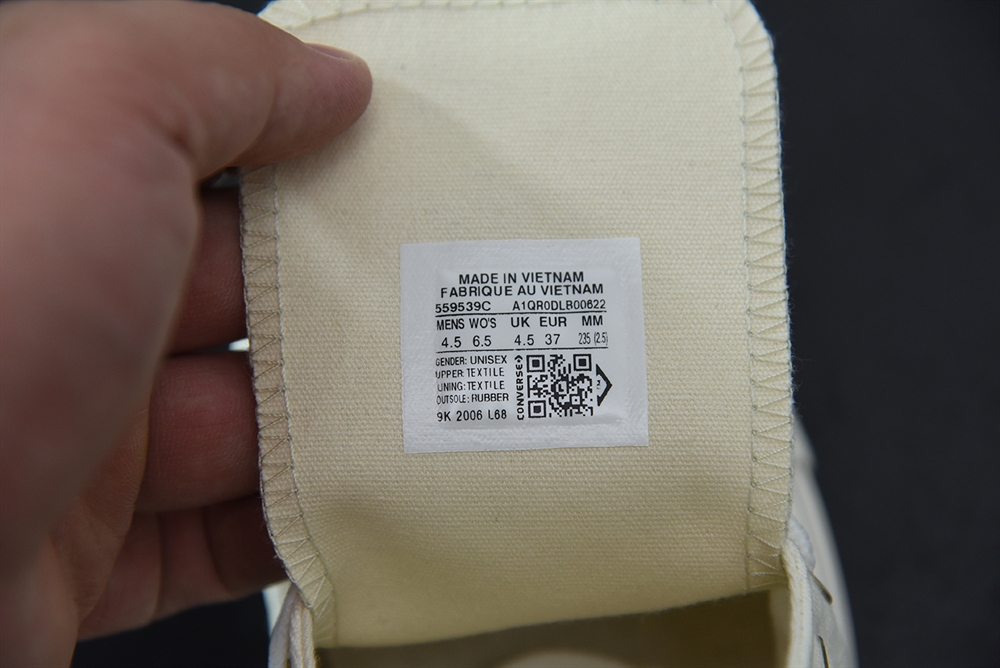 MADE IN VIETNAM
FABRIQUE AU VIETNAM
559539C A1QR0DLB00622
MENS WO'S UK EUR MM
4.5 6.5 4.5 37 235 (2.5)
GENDER: UNISEX
UPPER: TEXTILE
LINING: TEXTILE
OUTSOLE: RUBBER
9K 2006 L68
CONVERSE